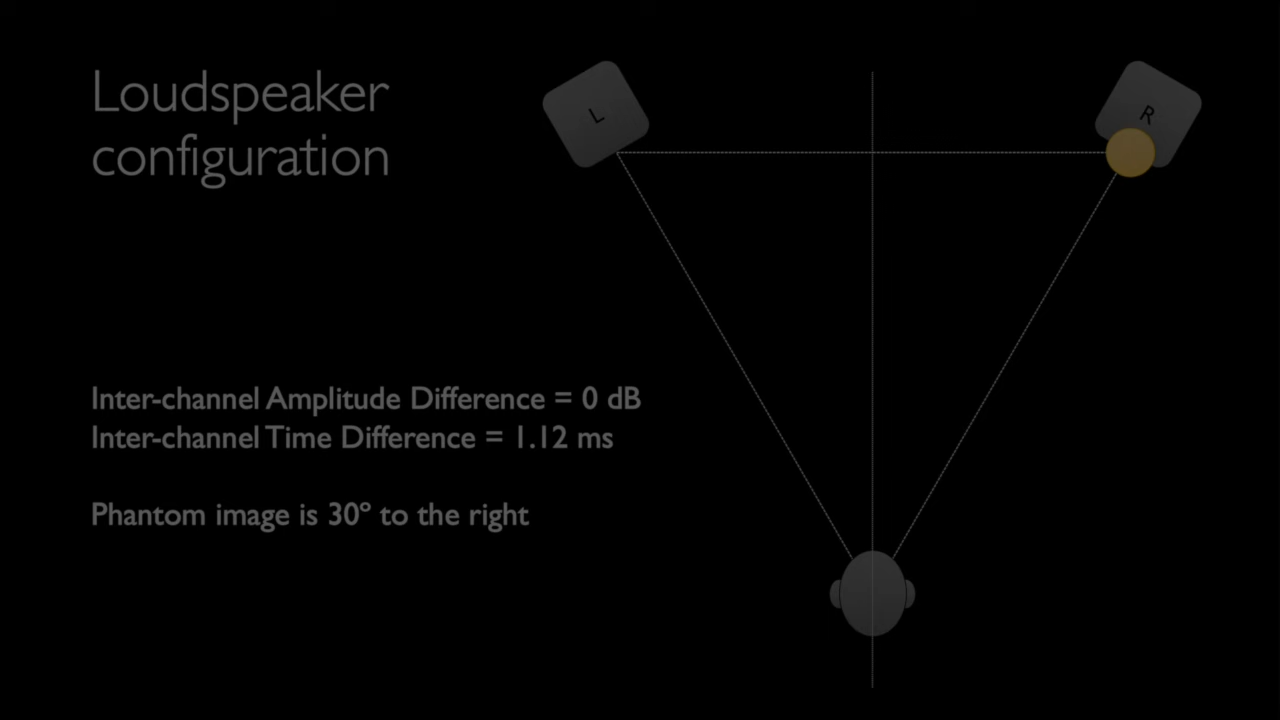 Loudspeaker
configuration
L
R
Inter-channel Amplitude Difference = 0 dB
Inter-channel Time Difference = 1.12 ms
Phantom image is 30º to the right